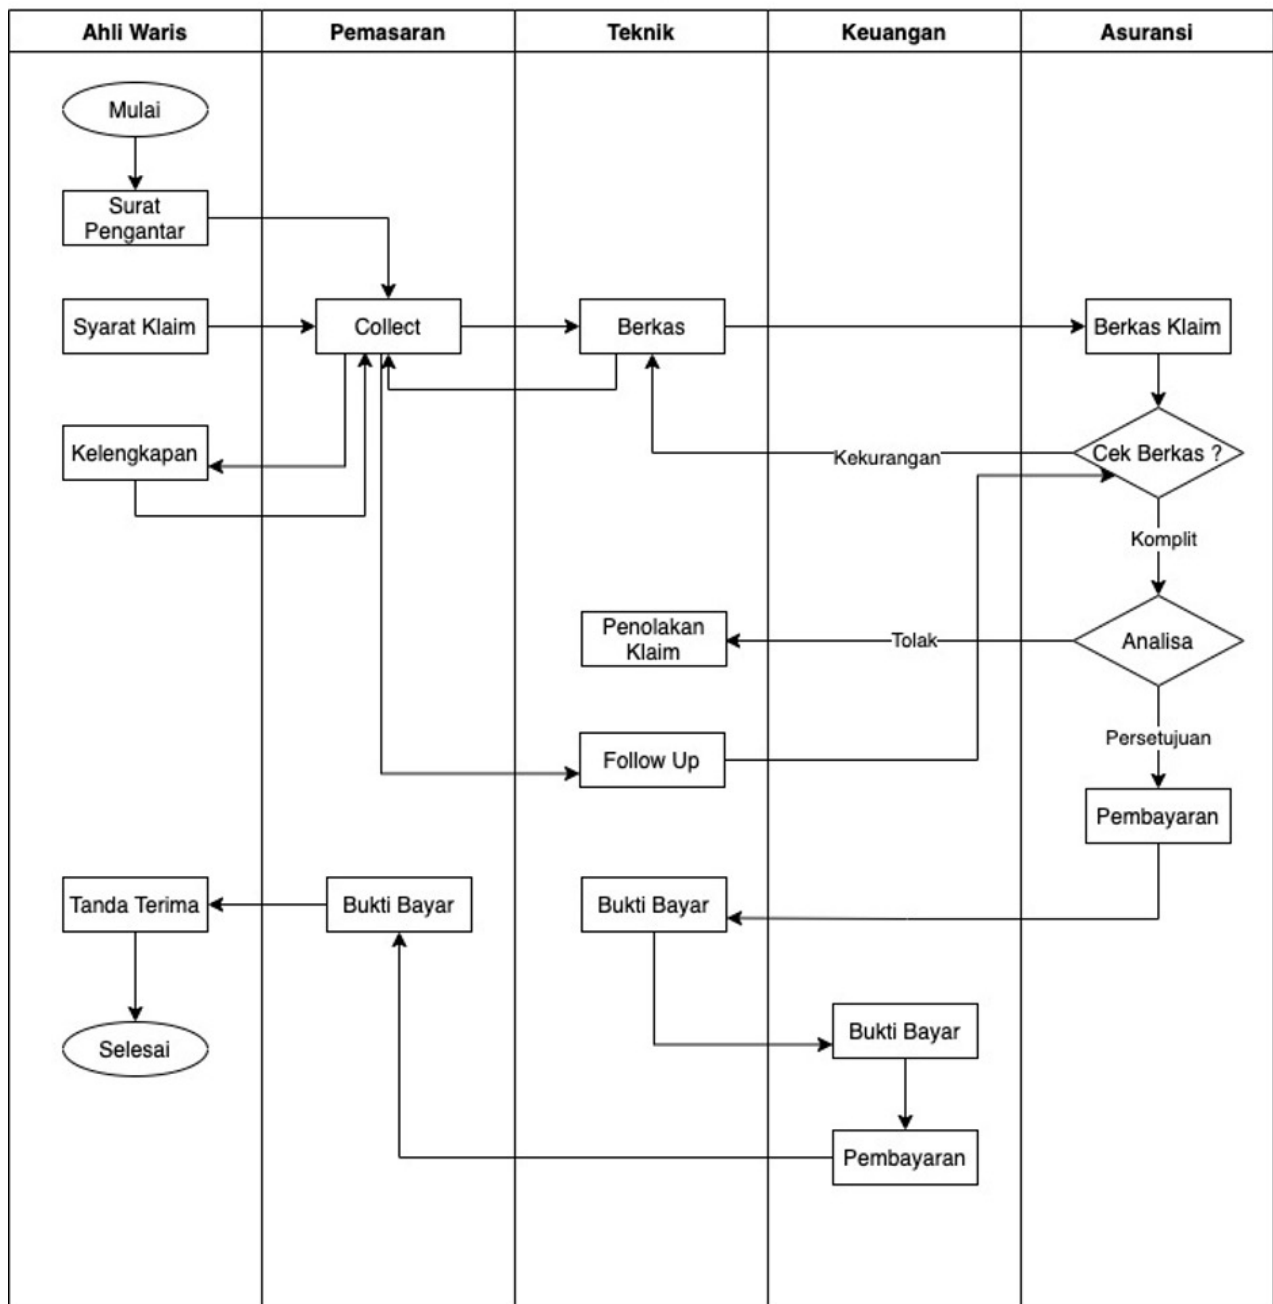 Ahli Waris
Pemasaran
Teknik
Keuangan
Asuransi
Mulai
Surat
Pengantar
Syarat Klaim
Collect
Berkas
Berkas Klaim
Kelengkapan
Kekurangan
Cek Berkas ?
Komplit
Penolakan
Klaim
Tolak
Analisa
Persetujuan
Follow Up
Pembayaran
Tanda Terima
Bukti Bayar
Bukti Bayar
Selesai
Bukti Bayar
Pembayaran